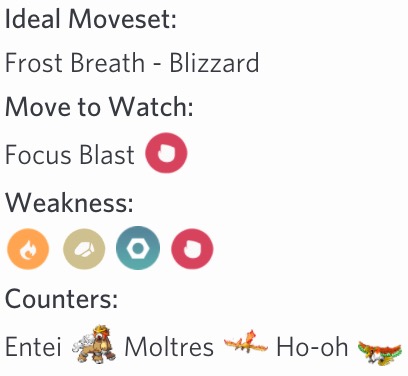 Ideal Moveset:
Frost Breath - Blizzard
Move to Watch:
Focus Blast
Weakness:
Counters:
Entei Moltres Ho-oh